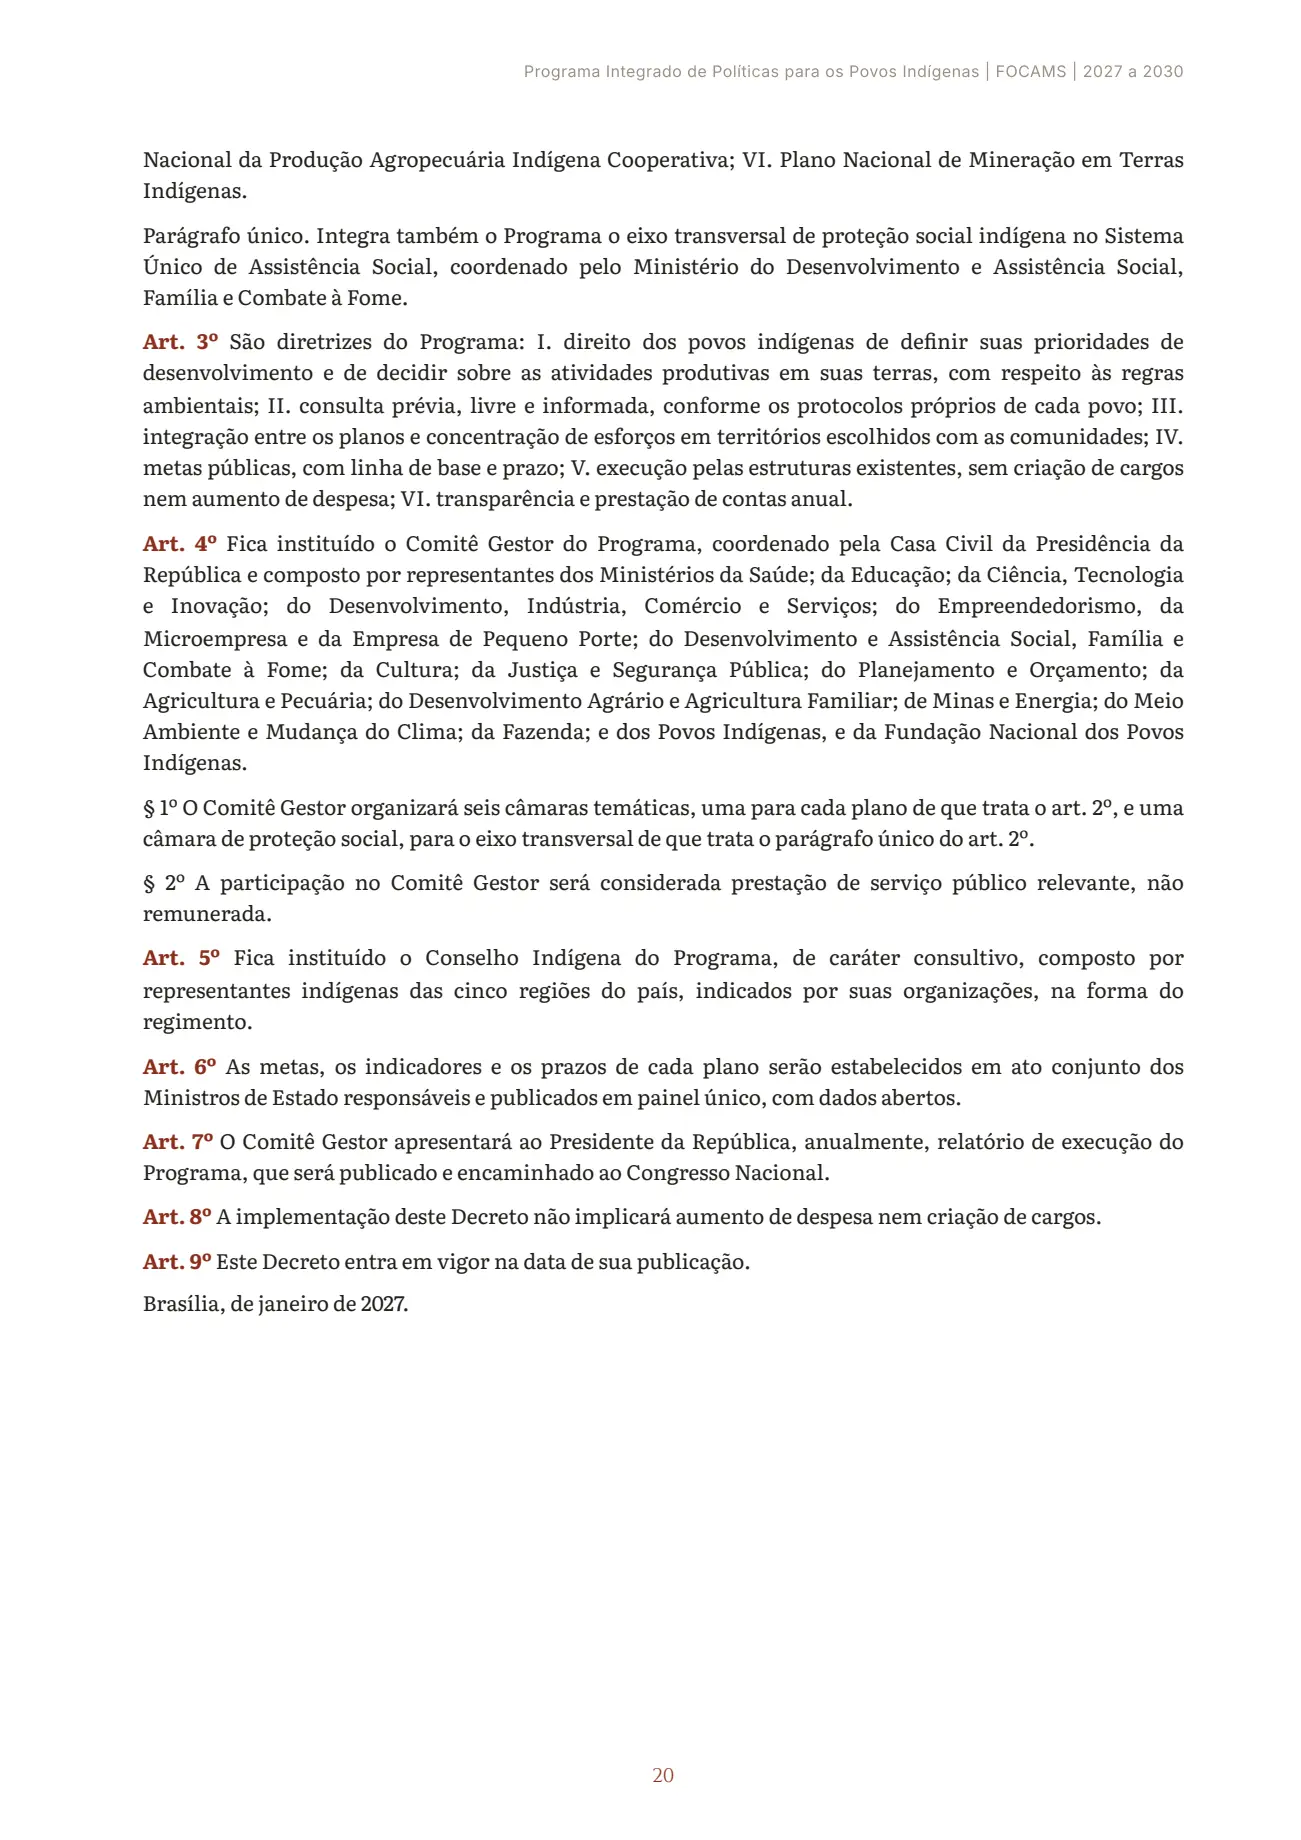 Programa Integrado de Políticas para os Povos Indígenas | FOCAMS | 2027 a 2030
Nacional da Produção Agropecuária Indígena Cooperativa; VI. Plano Nacional de Mineração em Terras
Indígenas.
Parágrafo único. Integra também o Programa o eixo transversal de proteção social indígena no Sistema
Único de Assistência Social, coordenado pelo Ministério do Desenvolvimento e Assistência Social,
Família e Combate à Fome.
Art. 3º São diretrizes do Programa: I. direito dos povos indígenas de definir suas prioridades de
desenvolvimento e de decidir sobre as atividades produtivas em suas terras, com respeito às regras
ambientais; II. consulta prévia, livre e informada, conforme os protocolos próprios de cada povo; III.
integração entre os planos e concentração de esforços em territórios escolhidos com as comunidades; IV.
metas públicas, com linha de base e prazo; V. execução pelas estruturas existentes, sem criação de cargos
nem aumento de despesa; VI. transparência e prestação de contas anual.
Art. 4º Fica instituído o Comitê Gestor do Programa, coordenado pela Casa Civil da Presidência da
República e composto por representantes dos Ministérios da Saúde; da Educação; da Ciência, Tecnologia
e Inovação; do Desenvolvimento, Indústria, Comércio e Serviços; do Empreendedorismo, da
Microempresa e da Empresa de Pequeno Porte; do Desenvolvimento e Assistência Social, Família e
Combate à Fome; da Cultura; da Justiça e Segurança Pública; do Planejamento e Orçamento; da
Agricultura e Pecuária; do Desenvolvimento Agrário e Agricultura Familiar; de Minas e Energia; do Meio
Ambiente e Mudança do Clima; da Fazenda; e dos Povos Indígenas, e da Fundação Nacional dos Povos
Indígenas.
§ 1º O Comitê Gestor organizará seis câmaras temáticas, uma para cada plano de que trata o art. 2º, e uma
câmara de proteção social, para o eixo transversal de que trata o parágrafo único do art. 2º.
§ 2º A participação no Comitê Gestor será considerada prestação de serviço público relevante, não
remunerada.
Art. 5º Fica instituído o Conselho Indígena do Programa, de caráter consultivo, composto por
representantes indígenas das cinco regiões do país, indicados por suas organizações, na forma do
regimento.
Art. 6º As metas, os indicadores e os prazos de cada plano serão estabelecidos em ato conjunto dos
Ministros de Estado responsáveis e publicados em painel único, com dados abertos.
Art. 7º O Comitê Gestor apresentará ao Presidente da República, anualmente, relatório de execução do
Programa, que será publicado e encaminhado ao Congresso Nacional.
Art. 8º A implementação deste Decreto não implicará aumento de despesa nem criação de cargos.
Art. 9º Este Decreto entra em vigor na data de sua publicação.
Brasília, de janeiro de 2027.
20